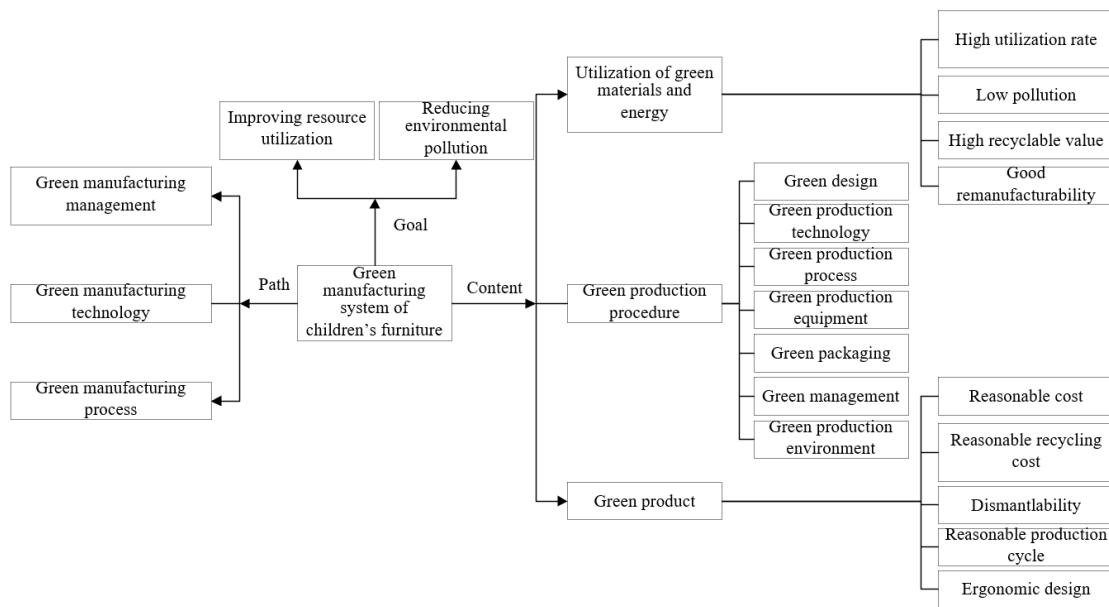 High utilization rate
Utilization of green
materials and
energy
Low pollution
Improving resource
utilization
Reducing
environmental
pollution
High recyclable value
Good
remanufacturability
Green manufacturing
management
Goal
Green design
Green production
technology
Green production
process
Path
Green
manufacturing
system of
children’s furniture
Content
Green manufacturing
technology
Green production
procedure
Green production
equipment
Green packaging
Green manufacturing
process
Green management
Green production
environment
Reasonable cost
Reasonable recycling
cost
Green product
Dismantlability
Reasonable production
cycle
Ergonomic design